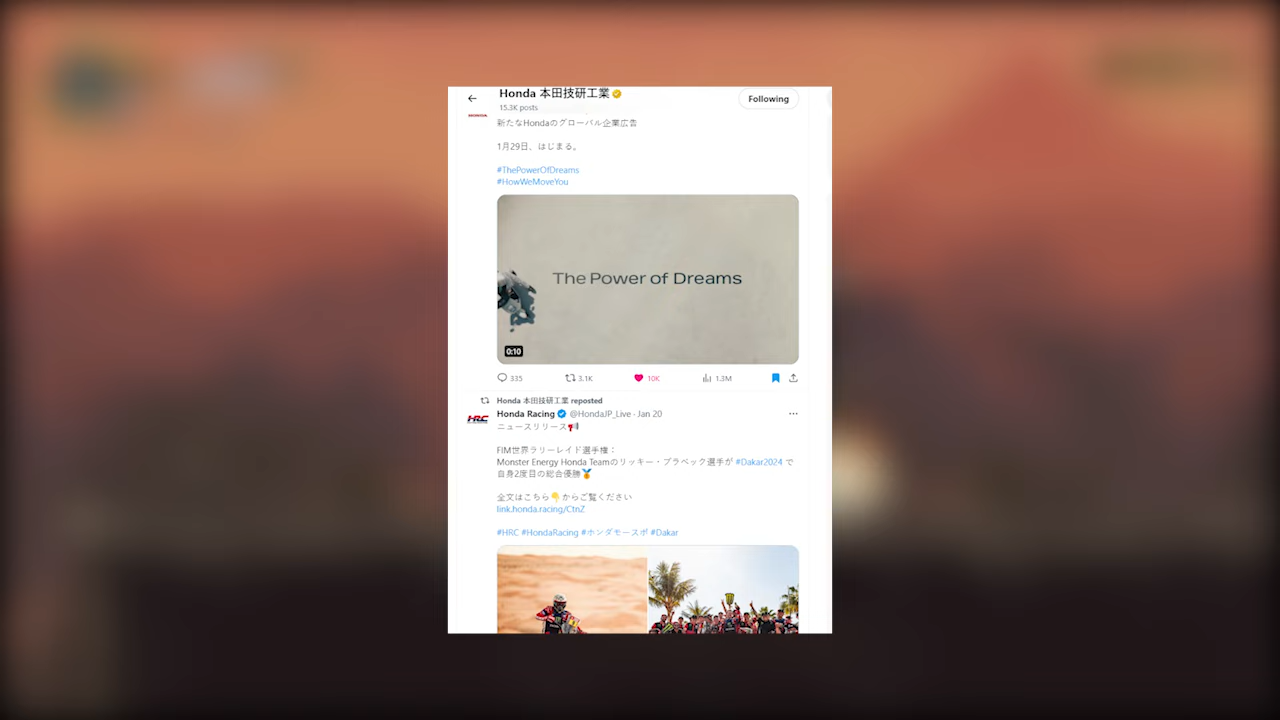 Honda 本田技研工業
Following
15.3K posts
HONDA
新たなHondaのグローバル企業広告
1月29日、はじまる。
#ThePowerOfDreams
#HowWeMoveYou
The Power of Dreams
0:10
335 3.1K 10K 1.3M
Honda 本田技研工業 reposted
HRC
Honda Racing @HondaJP_Live · Jan 20
ニュースリリース
FIM世界ラリーレイド選手権：
Monster Energy Honda Teamのリッキー・ブラベック選手が #Dakar2024 で
自身2度目の総合優勝
全文はこちら👇からご覧ください
link.honda.racing/CtnZ
#HRC #HondaRacing #ホンダモースポ #Dakar